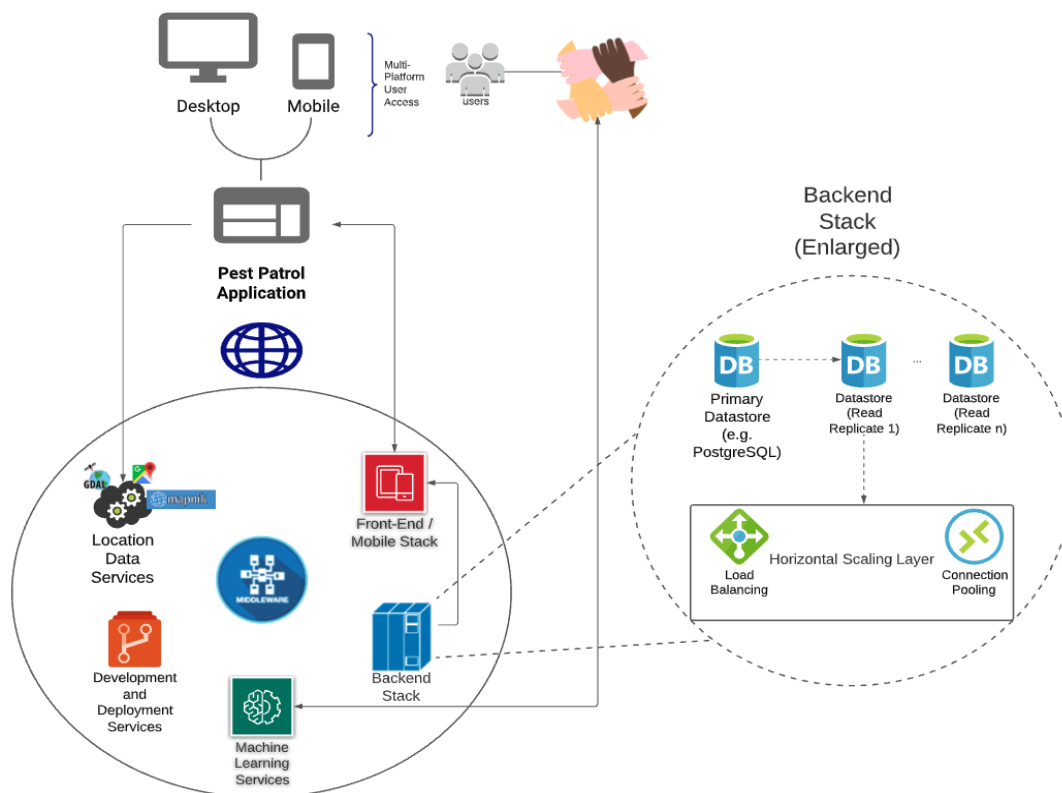 Desktop
Mobile
Multi-
Platform
User
Access
users
Pest Patrol
Application
GDAL
mapnik
Location
Data
Services
Front-End /
Mobile Stack
MIDDLEWARE
Development
and
Deployment
Services
Backend
Stack
Machine
Learning
Services
Backend
Stack
(Enlarged)
DB
Primary
Datastore
(e.g.
PostgreSQL)
DB
Datastore
(Read
Replicate 1)
...
DB
Datastore
(Read
Replicate n)
Horizontal Scaling Layer
Load
Balancing
Connection
Pooling